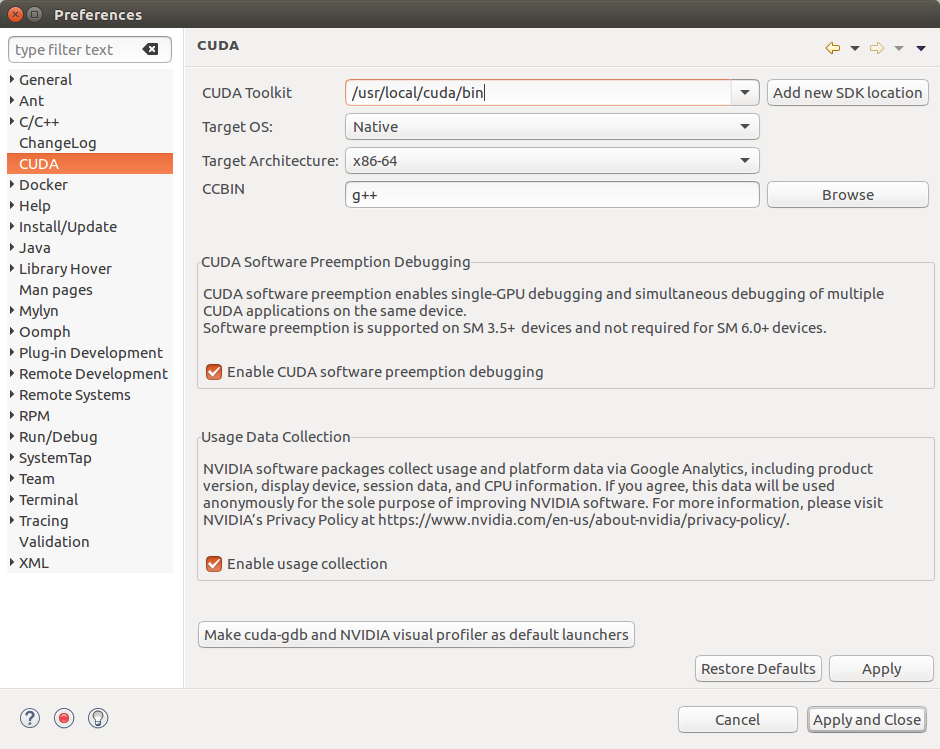 Preferences
type filter text
General
Ant
C/C++
ChangeLog
CUDA
Docker
Help
Install/Update
Java
Library Hover
Man pages
Mylyn
Oomph
Plug-in Development
Remote Development
Remote Systems
RPM
Run/Debug
SystemTap
Team
Terminal
Tracing
Validation
XML
CUDA
CUDA Toolkit
/usr/local/cuda/bin
Add new SDK location
Target OS:
Native
Target Architecture:
x86-64
CCBIN
g++
Browse
CUDA Software Preemption Debugging
CUDA software preemption enables single-GPU debugging and simultaneous debugging of multiple
CUDA applications on the same device.
Software preemption is supported on SM 3.5+ devices and not required for SM 6.0+ devices.
Enable CUDA software preemption debugging
Usage Data Collection
NVIDIA software packages collect usage and platform data via Google Analytics, including product
version, display device, session data, and CPU information. If you agree, this data will be used
anonymously for the sole purpose of improving NVIDIA software. For more information, please visit
NVIDIA's Privacy Policy at https://www.nvidia.com/en-us/about-nvidia/privacy-policy/.
Enable usage collection
Make cuda-gdb and NVIDIA visual profiler as default launchers
Restore Defaults
Apply
Cancel
Apply and Close